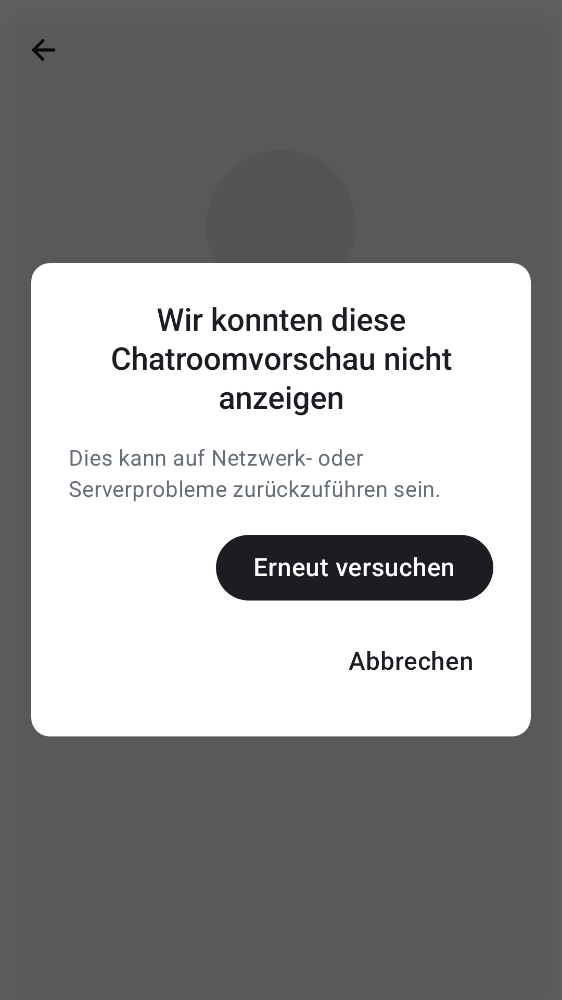 Wir konnten diese
Chatroomvorschau nicht
anzeigen
Dies kann auf Netzwerk- oder
Serverprobleme zurückzuführen sein.
Erneut versuchen
Abbrechen